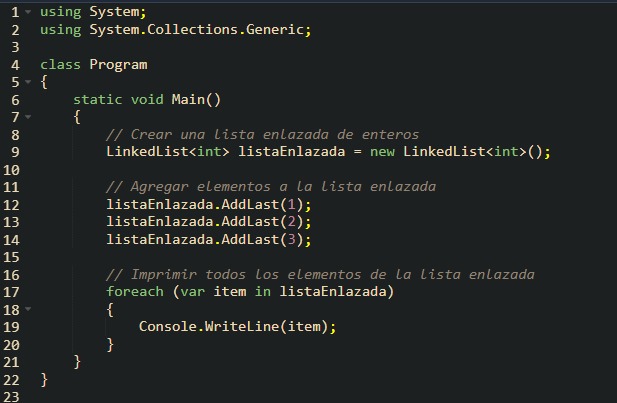 1 using System;
2 using System.Collections.Generic;
3
4 class Program
5 {
6     static void Main()
7     {
8         // Crear una lista enlazada de enteros
9         LinkedList<int> listaEnlazada = new LinkedList<int>();
10
11         // Agregar elementos a la lista enlazada
12         listaEnlazada.AddLast(1);
13         listaEnlazada.AddLast(2);
14         listaEnlazada.AddLast(3);
15
16         // Imprimir todos los elementos de la lista enlazada
17         foreach (var item in listaEnlazada)
18         {
19             Console.WriteLine(item);
20         }
21     }
22 }
23